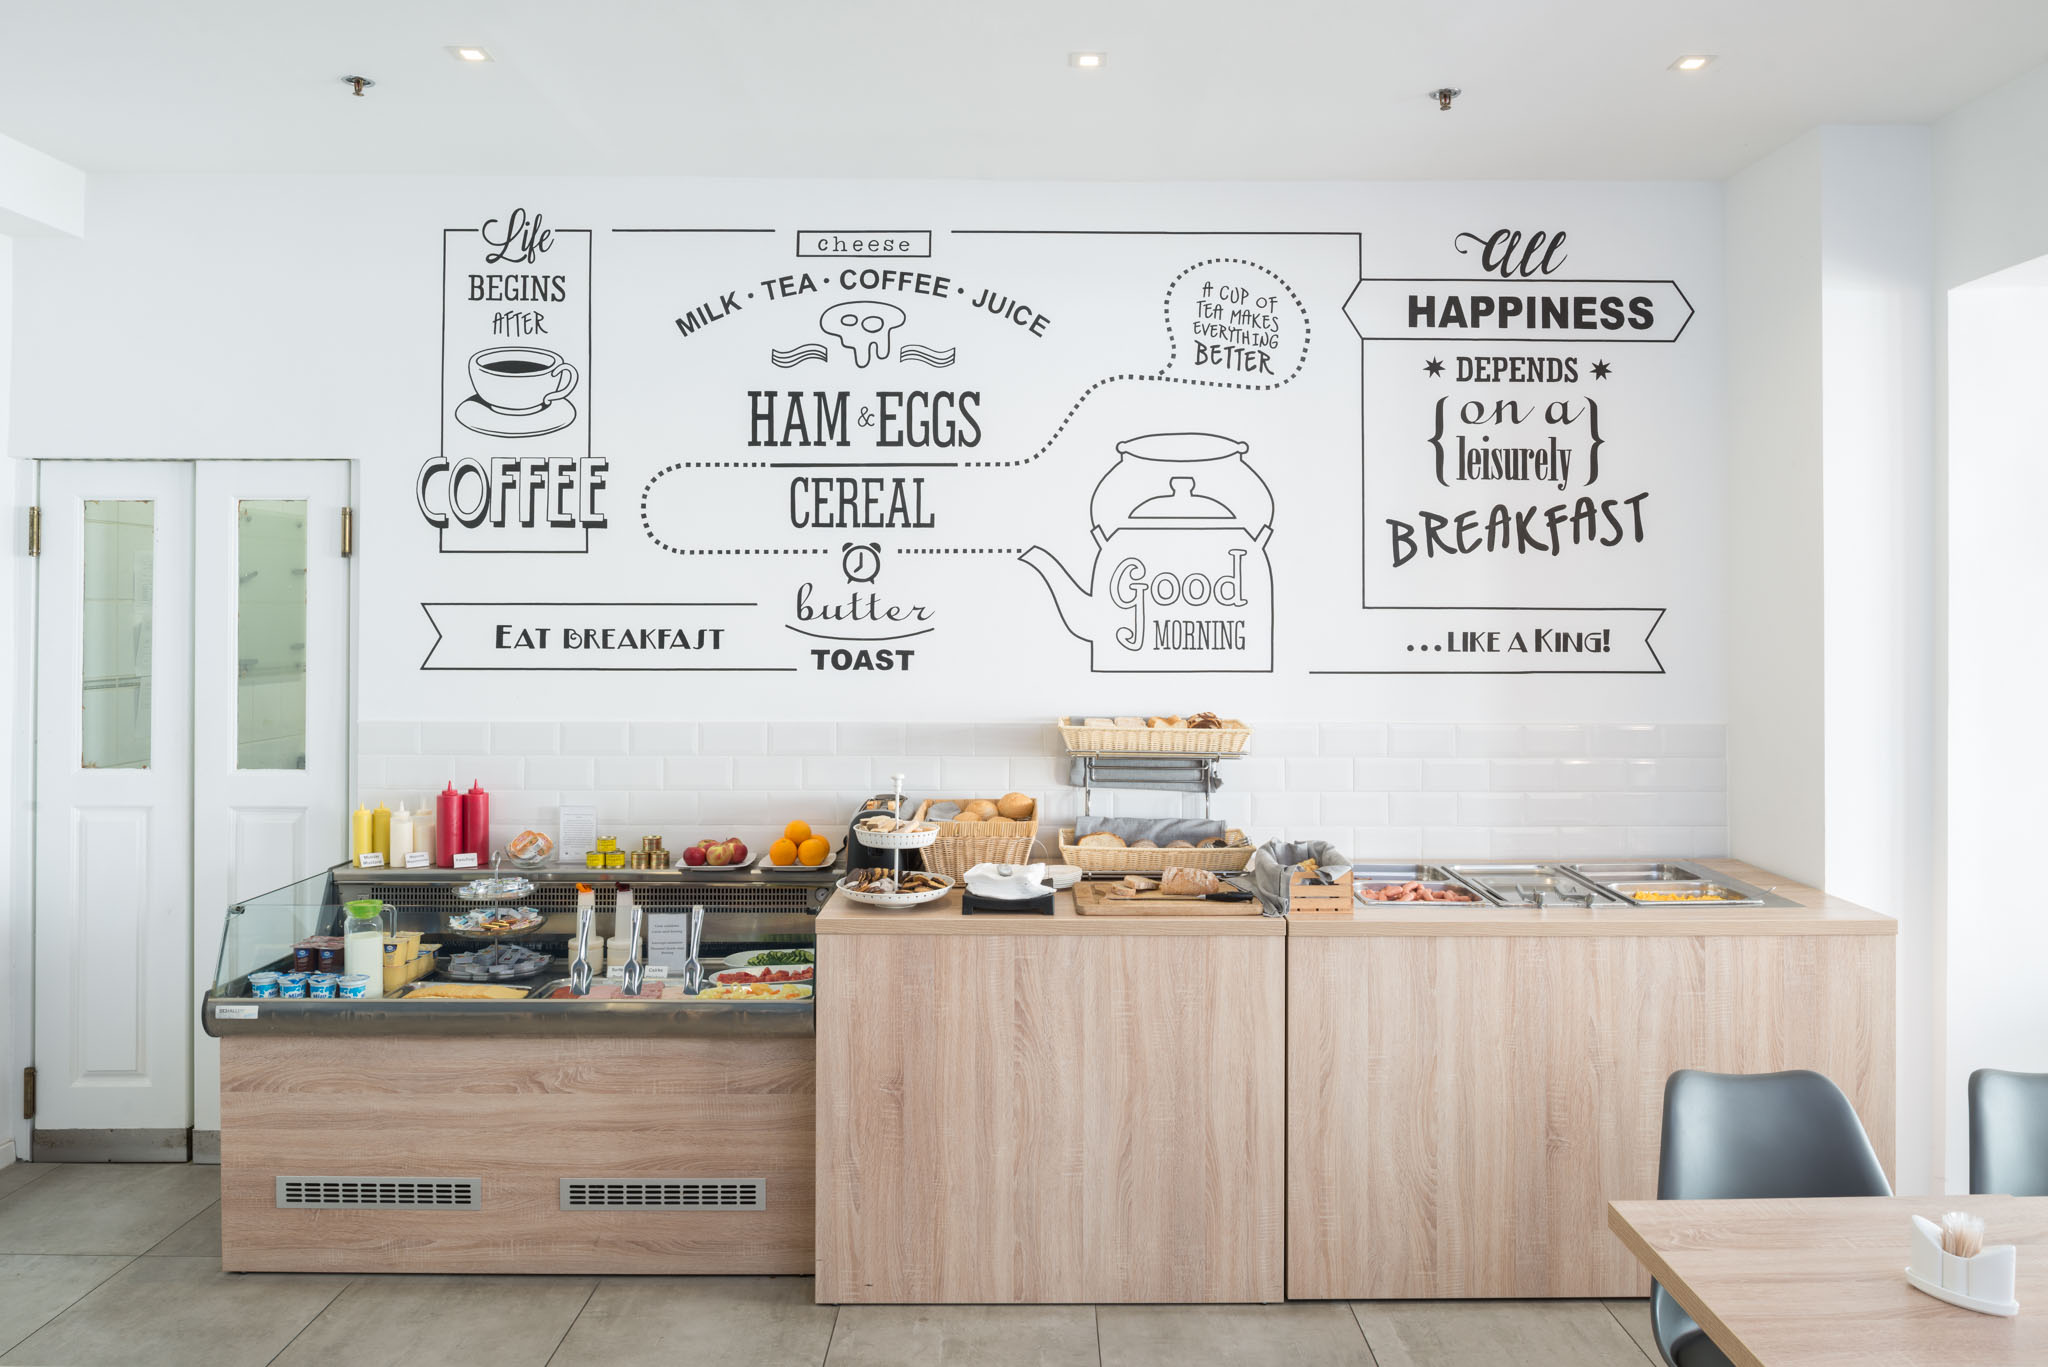 Life
BEGINS
AFTER
COFFEE
cheese
MILK · TEA · COFFEE · JUICE
HAM & EGGS
CEREAL
butter
TOAST
EAT BREAKFAST
A CUP OF
TEA MAKES
EVERYTHING
BETTER
Good
MORNING
All
HAPPINESS
DEPENDS
on a
leisurely
BREAKFAST
...LIKE A KING!